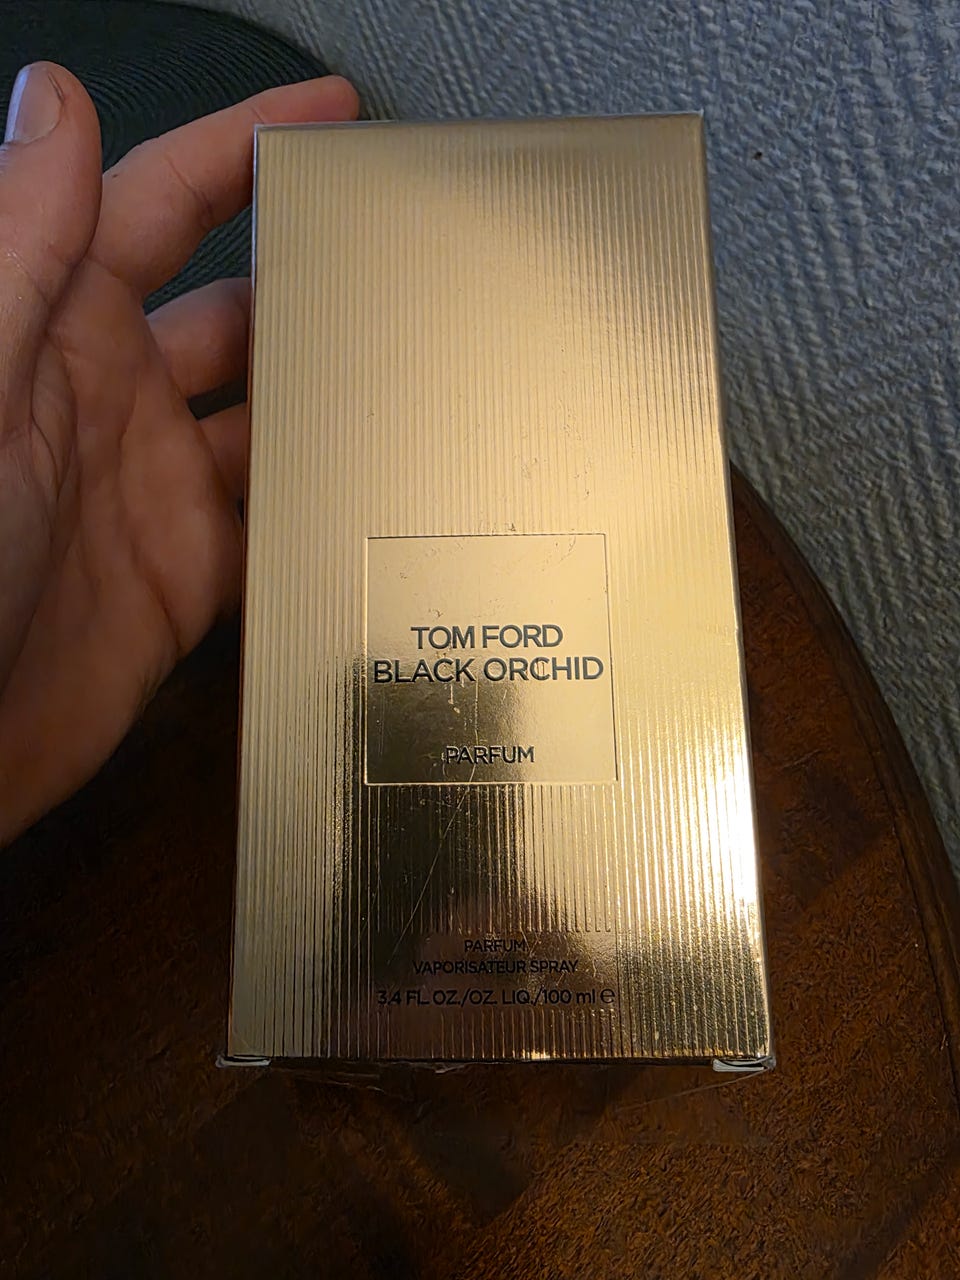 TOM FORD
BLACK ORCHID
PARFUM
PARFUM
VAPORISATEUR SPRAY
3.4 FL. OZ./OZ. LIQ./100 ml ℮